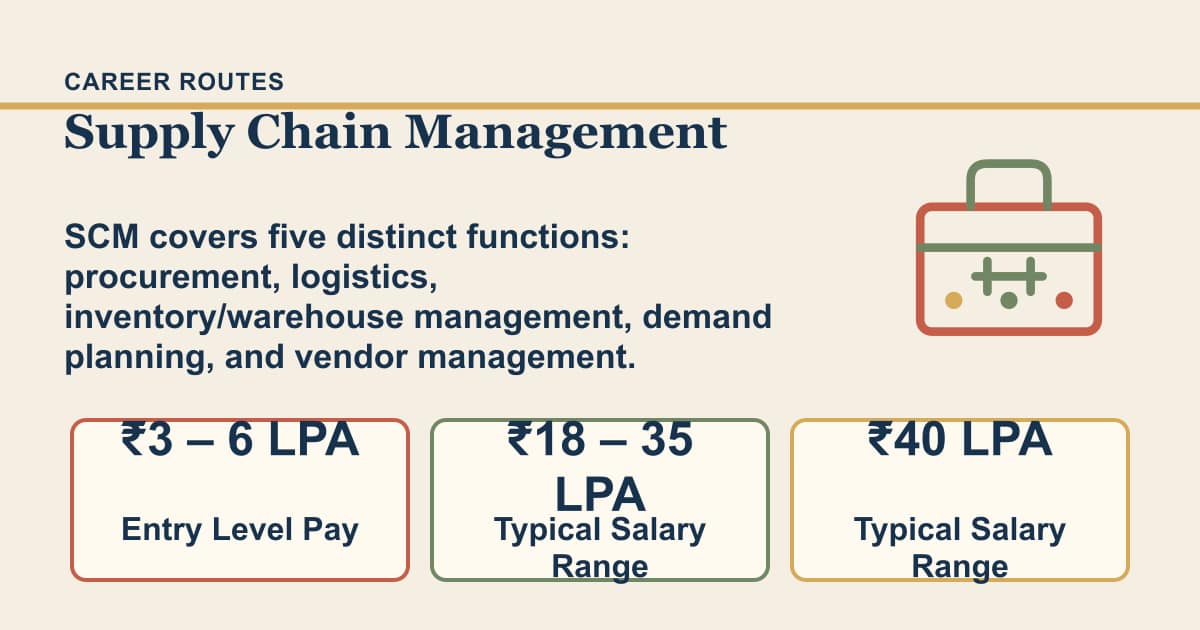 CAREER ROUTES
Supply Chain Management
SCM covers five distinct functions:
procurement, logistics,
inventory/warehouse management, demand
planning, and vendor management.
₹3 – 6 LPA
Entry Level Pay
₹18 – 35
LPA
Typical Salary
Range
₹40 LPA
Typical Salary
Range